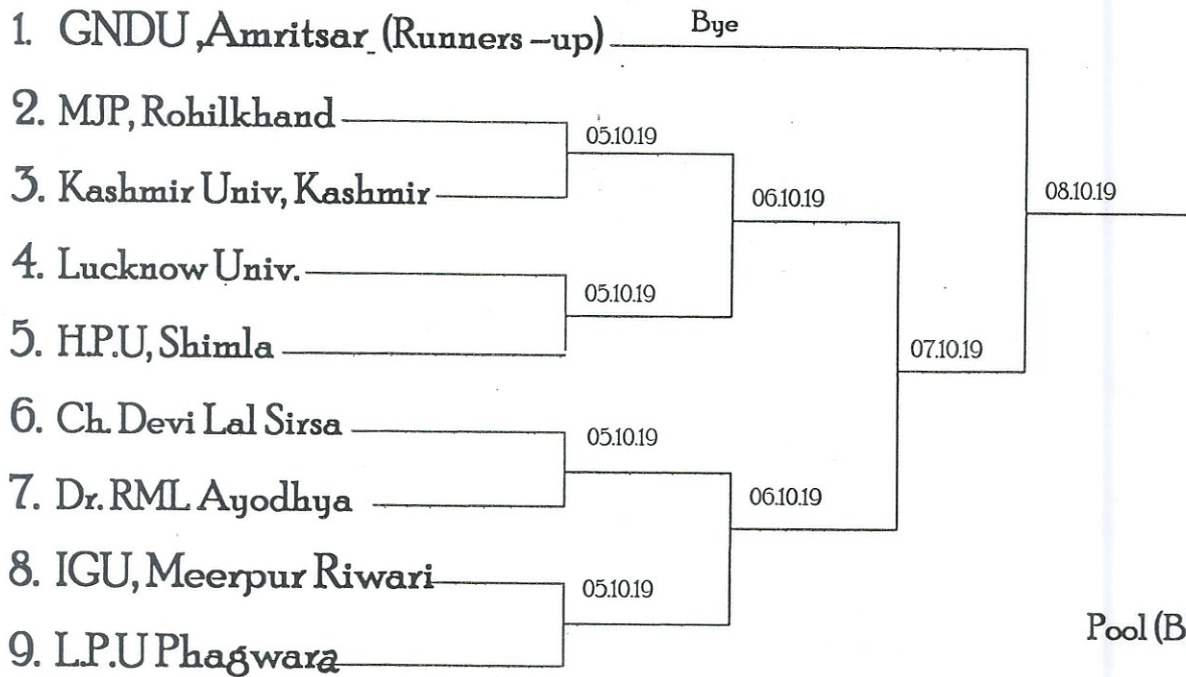 1. GNDU ,Amritsar (Runners –up)
Bye
2. MJP, Rohilkhand
05.10.19
3. Kashmir Univ, Kashmir
06.10.19
08.10.19
4. Lucknow Univ.
05.10.19
5. H.P.U, Shimla
07.10.19
6. Ch. Devi Lal Sirsa
05.10.19
7. Dr. RML Ayodhya
06.10.19
8. IGU, Meerpur Riwari
05.10.19
Pool (B
9. L.P.U Phagwara